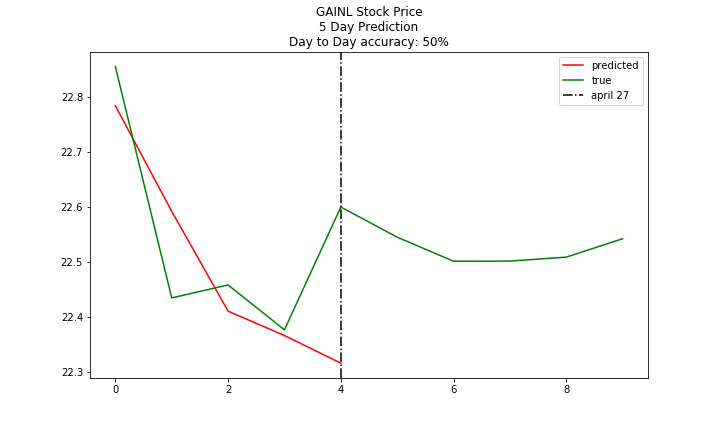 GAINL Stock Price
5 Day Prediction
Day to Day accuracy: 50%
predicted
true
april 27
22.8
22.7
22.6
22.5
22.4
22.3
0
2
4
6
8